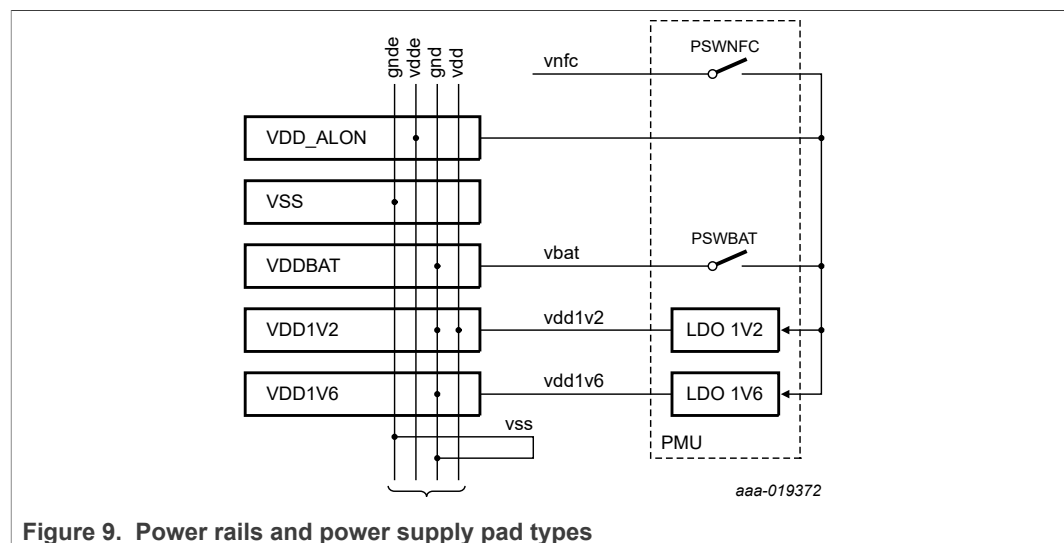 gnde
vdde
gnd
vdd
vnfc
PSWNFC
VDD_ALON
VSS
VDDBAT
vbat
PSWBAT
VDD1V2
vdd1v2
LDO 1V2
VDD1V6
vdd1v6
LDO 1V6
vss
PMU
aaa-019372
Figure 9. Power rails and power supply pad types